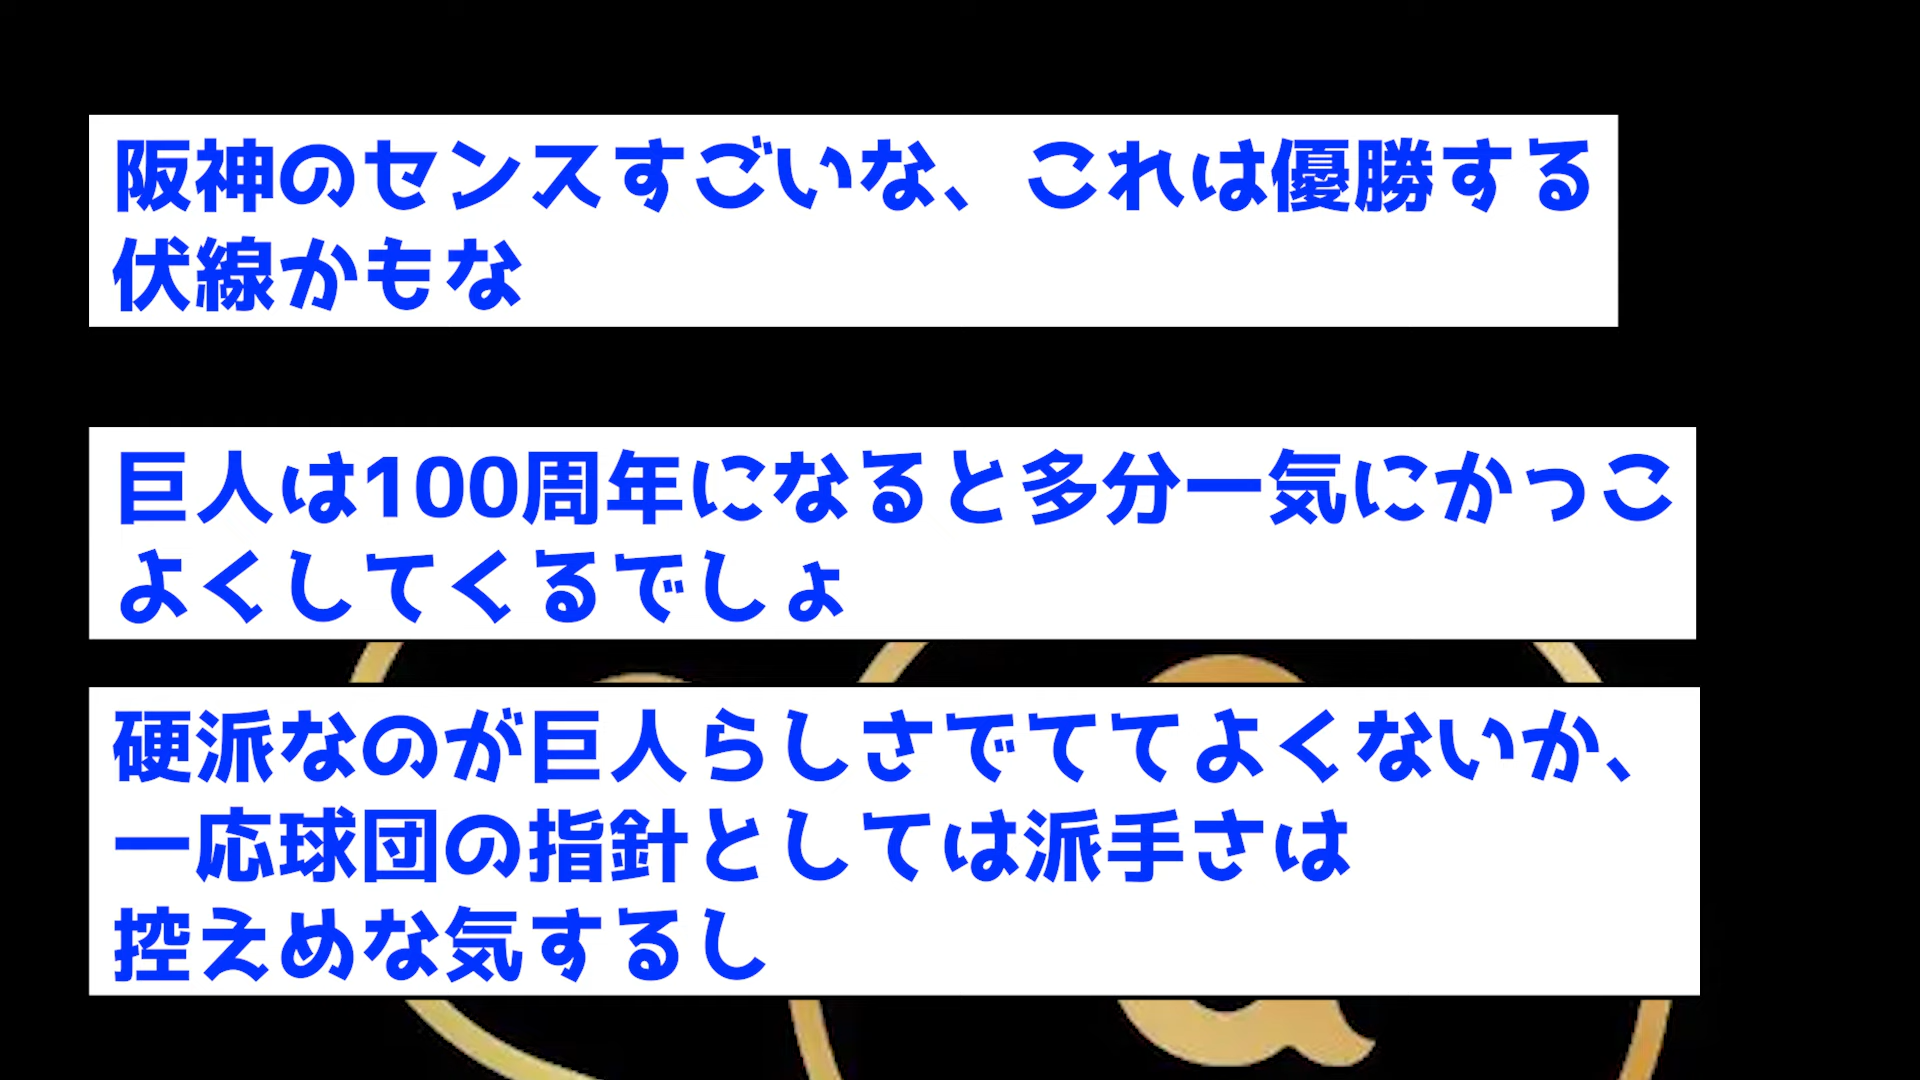 阪神のセンスすごいな、これは優勝する
伏線かもな
巨人は100周年になると多分一気にかっこ
よくしてくるでしょ
硬派なのが巨人らしさでててよくないか、
一応球団の指針としては派手さは
控えめな気するし